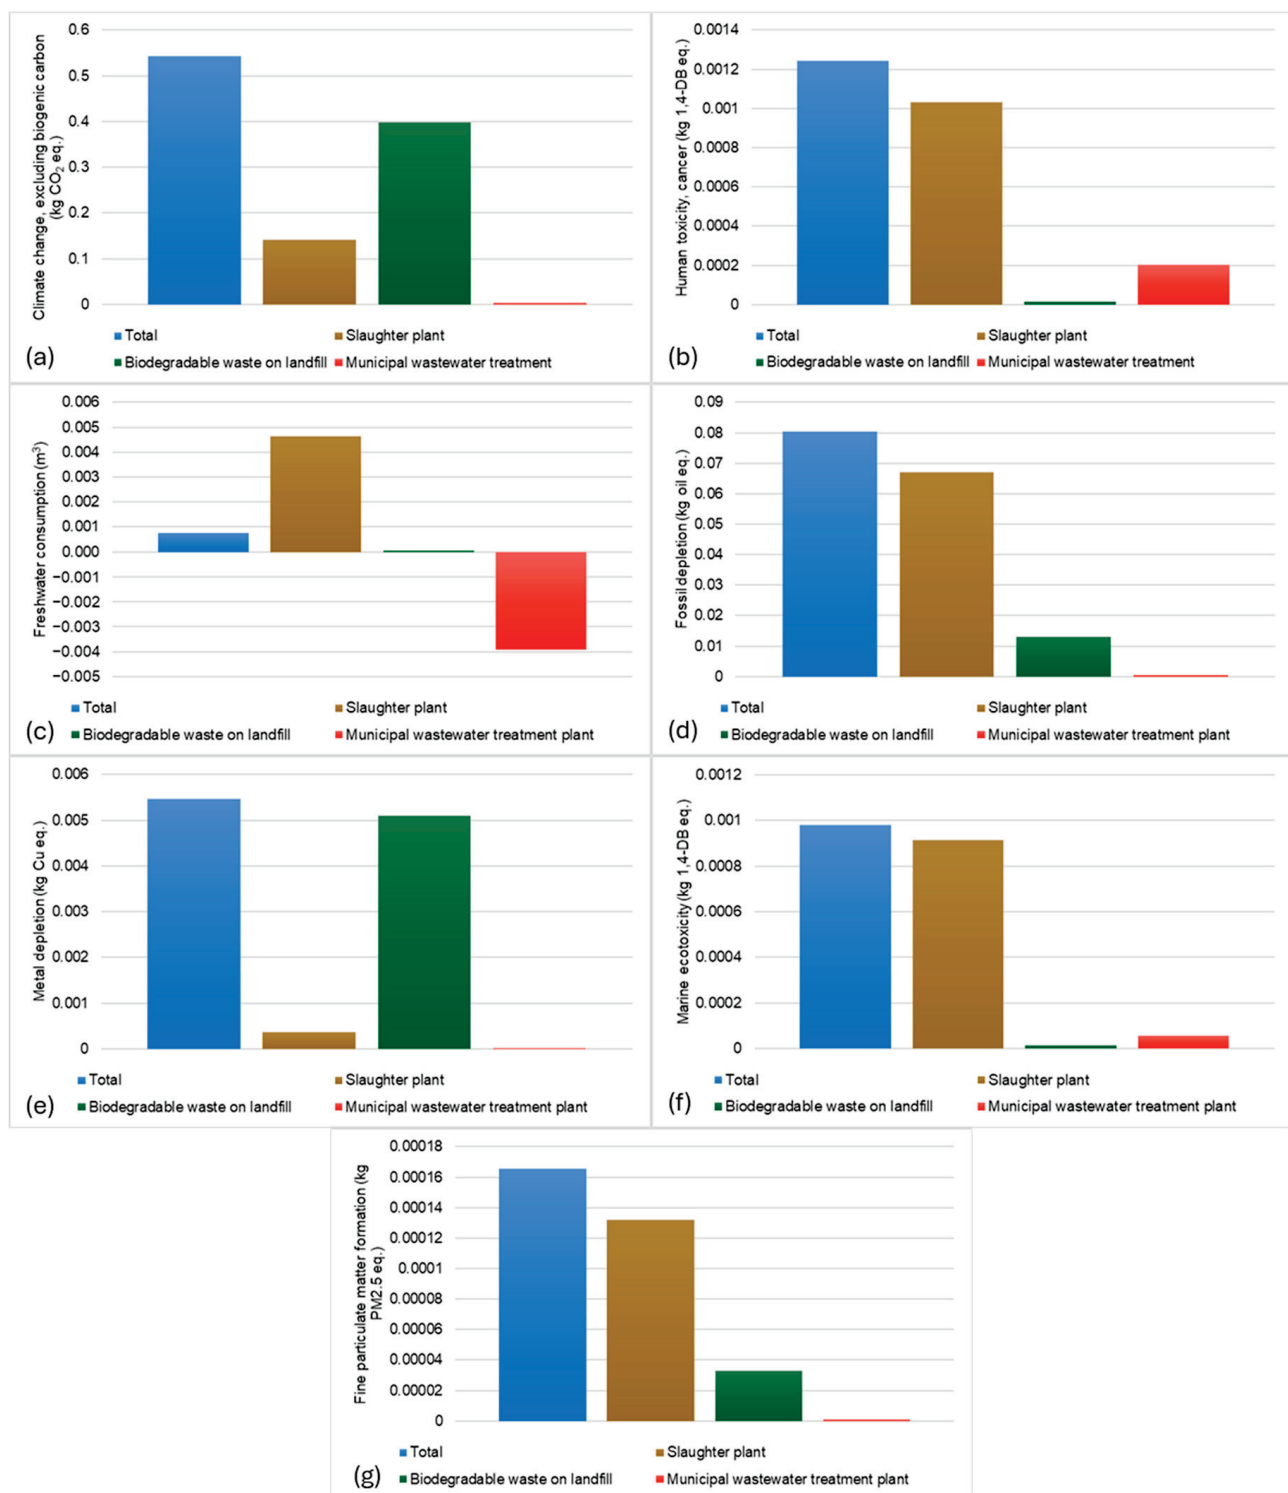 Climate change, excluding biogenic carbon
(kg CO₂ eq.)
0.6
0.5
0.4
0.3
0.2
0.1
0
Total
Slaughter plant
Biodegradable waste on landfill
Municipal wastewater treatment
(a)
Human toxicity, cancer (kg 1,4-DB eq.)
0.0014
0.0012
0.001
0.0008
0.0006
0.0004
0.0002
0
Total
Slaughter plant
Biodegradable waste on landfill
Municipal wastewater treatment
(b)
Freshwater consumption (m³)
0.006
0.005
0.004
0.003
0.002
0.001
0.000
−0.001
−0.002
−0.003
−0.004
−0.005
Total
Slaughter plant
Biodegradable waste on landfill
Municipal wastewater treatment plant
(c)
Fossil depletion (kg oil eq.)
0.09
0.08
0.07
0.06
0.05
0.04
0.03
0.02
0.01
0
Total
Slaughter plant
Biodegradable waste on landfill
Municipal wastewater treatment plant
(d)
Metal depletion (kg Cu eq.)
0.006
0.005
0.004
0.003
0.002
0.001
0
Total
Slaughter plant
Biodegradable waste on landfill
Municipal wastewater treatment plant
(e)
Marine ecotoxicity (kg 1,4-DB eq.)
0.0012
0.001
0.0008
0.0006
0.0004
0.0002
0
Total
Slaughter plant
Biodegradable waste on landfill
Municipal wastewater treatment plant
(f)
Fine particulate matter formation (kg
PM2.5 eq.)
0.00018
0.00016
0.00014
0.00012
0.0001
0.00008
0.00006
0.00004
0.00002
0
Total
Slaughter plant
Biodegradable waste on landfill
Municipal wastewater treatment plant
(g)